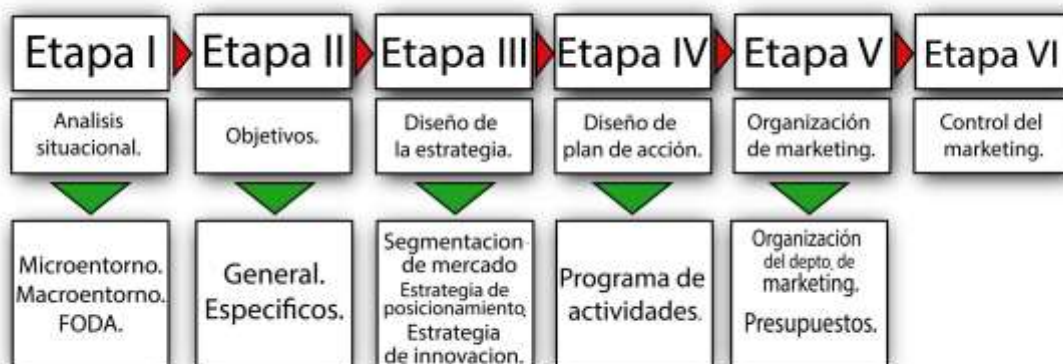 Etapa I
Etapa II
Etapa III
Etapa IV
Etapa V
Etapa VI
Analisis
situacional.
Objetivos.
Diseño de
la estrategia.
Diseño de
plan de acción.
Organización
de marketing.
Control del
marketing.
Microentorno.
Macroentorno.
FODA.
General.
Especificos.
Segmentacion
de mercado
Estrategia de
posicionamiento.
Estrategia
de innovacion.
Programa de
actividades.
Organización
del depto. de
marketing.
Presupuestos.